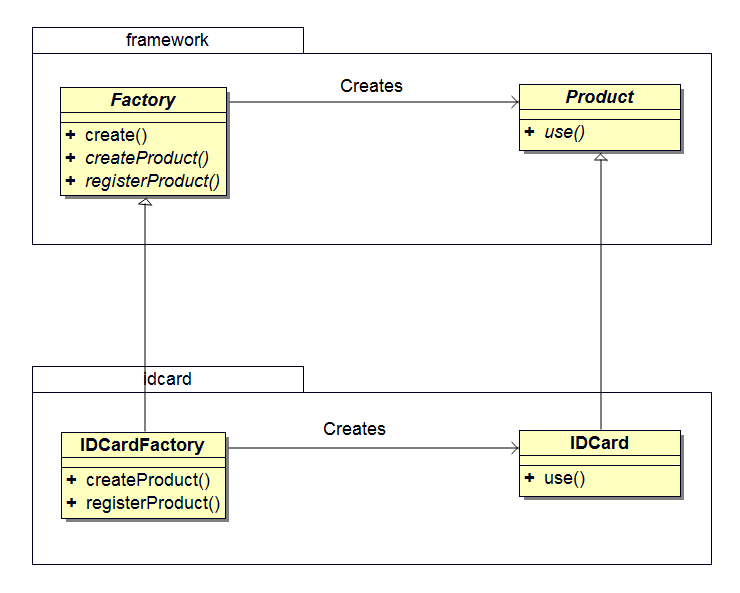 framework
Creates
Factory
+ create()
+ createProduct()
+ registerProduct()
Product
+ use()
idcard
Creates
IDCardFactory
+ createProduct()
+ registerProduct()
IDCard
+ use()